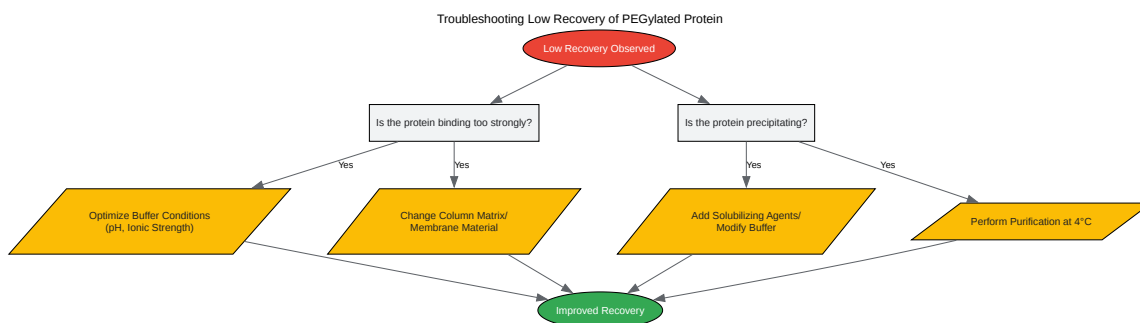 Troubleshooting Low Recovery of PEGylated Protein
Low Recovery Observed
Is the protein binding too strongly?
Is the protein precipitating?
Yes
Yes
Yes
Yes
Optimize Buffer Conditions
(pH, Ionic Strength)
Change Column Matrix/
Membrane Material
Add Solubilizing Agents/
Modify Buffer
Perform Purification at 4°C
Improved Recovery